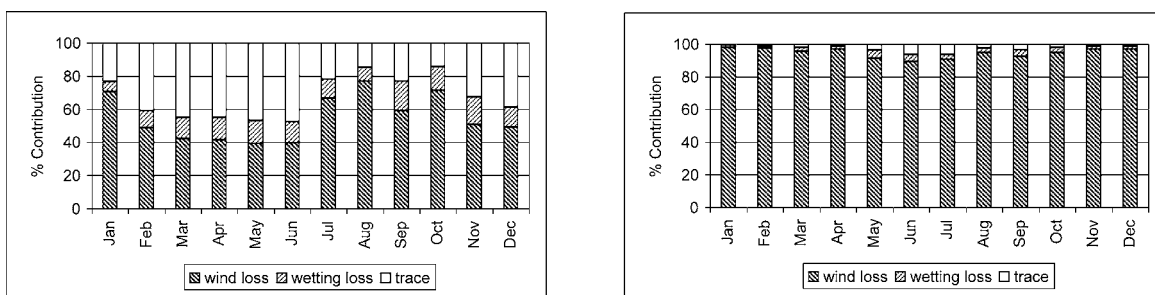 % Contribution
100
80
60
40
20
0
Jan Feb Mar Apr May Jun Jul Aug Sep Oct Nov Dec
wind loss wetting loss trace
% Contribution
100
80
60
40
20
0
Jan Feb Mar Apr May Jun Jul Aug Sep Oct Nov Dec
wind loss wetting loss trace